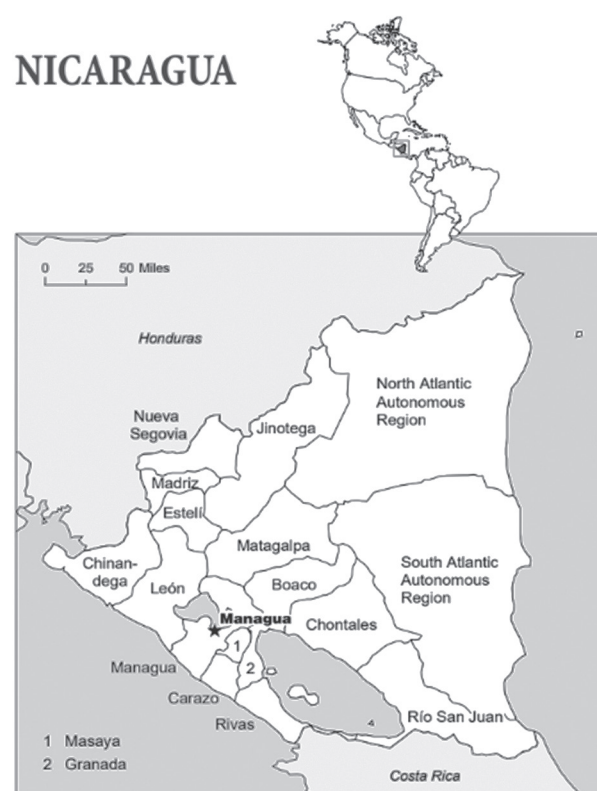 NICARAGUA
0 25 50 Miles
Honduras
North Atlantic
Autonomous
Region
Nueva
Segovia
Jinotega
Madriz
Estelí
Matagalpa
Chinan-
dega
León
Boaco
South Atlantic
Autonomous
Region
Managua
Chontales
1
2
Managua
Carazo
Rivas
Río San Juan
1 Masaya
2 Granada
Costa Rica